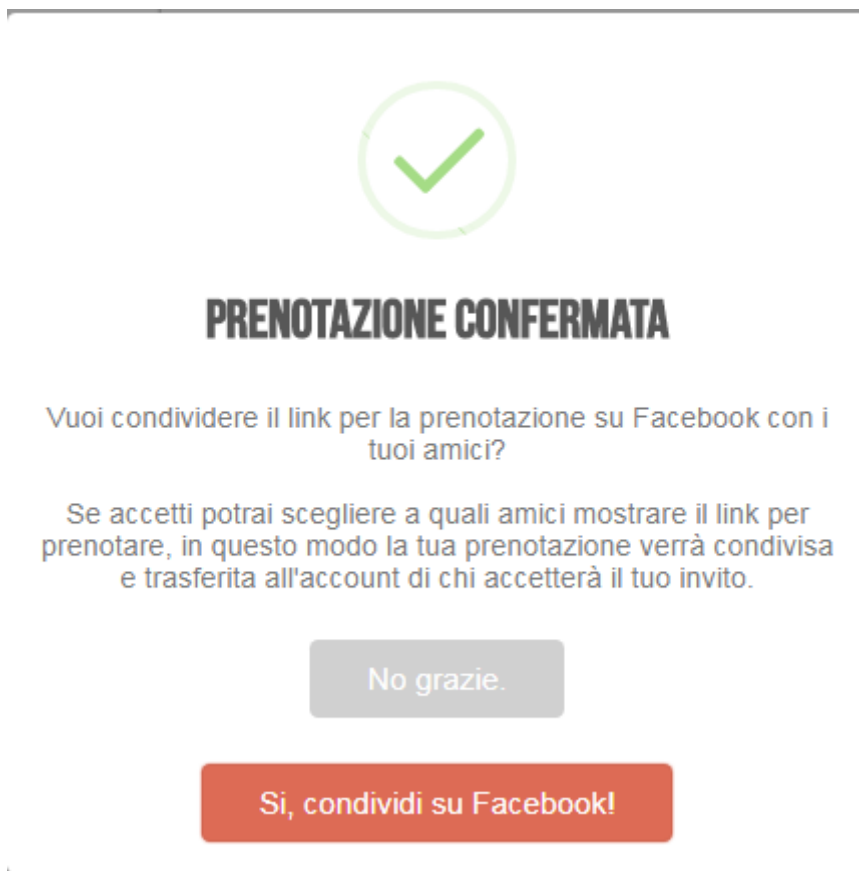 PRENOTAZIONE CONFERMATA
Vuoi condividere il link per la prenotazione su Facebook con i
tuoi amici?
Se accetti potrai scegliere a quali amici mostrare il link per
prenotare, in questo modo la tua prenotazione verrà condivisa
e trasferita all'account di chi accetterà il tuo invito.
No grazie.
Si, condividi su Facebook!